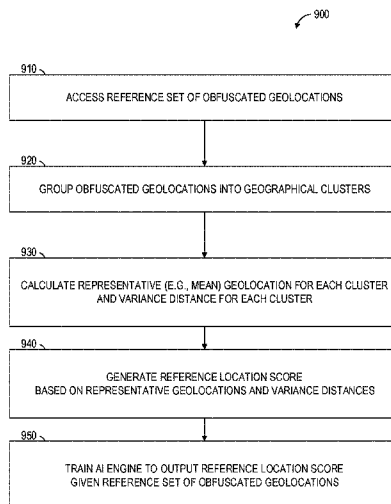 900
910
ACCESS REFERENCE SET OF OBFUSCATED GEOLOCATIONS
920
GROUP OBFUSCATED GEOLOCATIONS INTO GEOGRAPHICAL CLUSTERS
930
CALCULATE REPRESENTATIVE (E.G., MEAN) GEOLOCATION FOR EACH CLUSTER
AND VARIANCE DISTANCE FOR EACH CLUSTER
940
GENERATE REFERENCE LOCATION SCORE
BASED ON REPRESENTATIVE GEOLOCATIONS AND VARIANCE DISTANCES
950
TRAIN AI ENGINE TO OUTPUT REFERENCE LOCATION SCORE
GIVEN REFERENCE SET OF OBFUSCATED GEOLOCATIONS